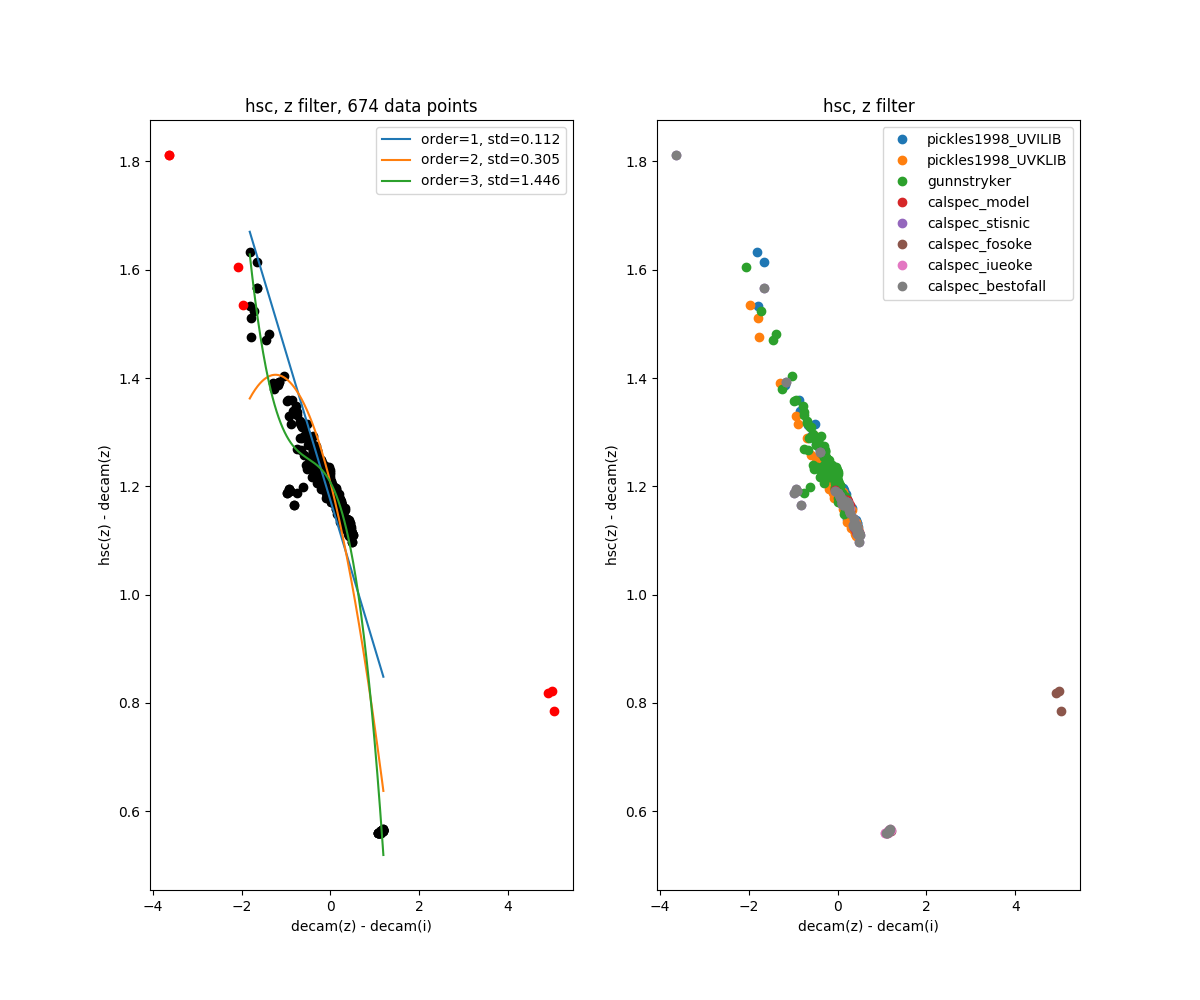 hsc, z filter, 674 data points
order=1, std=0.112
order=2, std=0.305
order=3, std=1.446
1.8
1.6
1.4
1.2
1.0
0.8
0.6
hsc(z) - decam(z)
−4
−2
0
2
4
decam(z) - decam(i)
hsc, z filter
pickles1998_UVILIB
pickles1998_UVKLIB
gunnstryker
calspec_model
calspec_stisnic
calspec_fosoke
calspec_iueoke
calspec_bestofall
1.8
1.6
1.4
1.2
1.0
0.8
0.6
hsc(z) - decam(z)
−4
−2
0
2
4
decam(z) - decam(i)